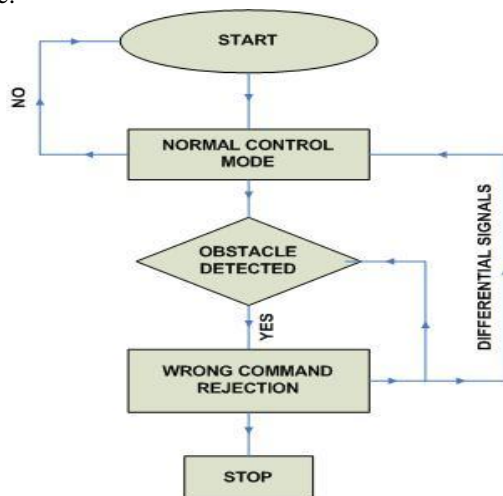 START
NO
NORMAL CONTROL
MODE
OBSTACLE
DETECTED
DIFFERENTIAL SIGNALS
YES
WRONG COMMAND
REJECTION
STOP